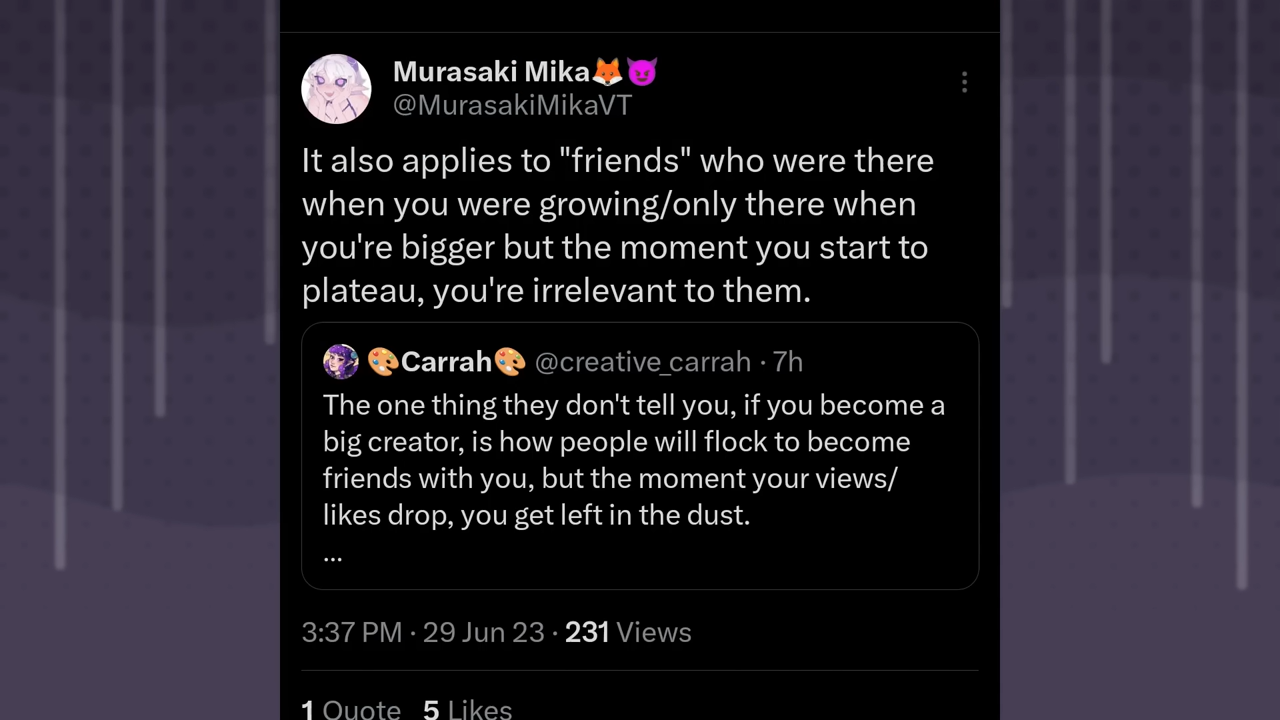 Murasaki Mika🦊😈
@MurasakiMikaVT
It also applies to "friends" who were there
when you were growing/only there when
you're bigger but the moment you start to
plateau, you're irrelevant to them.
🎨Carrah🎨 @creative_carrah · 7h
The one thing they don't tell you, if you become a
big creator, is how people will flock to become
friends with you, but the moment your views/
likes drop, you get left in the dust.
...
3:37 PM · 29 Jun 23 · 231 Views
1 Quote 5 Likes